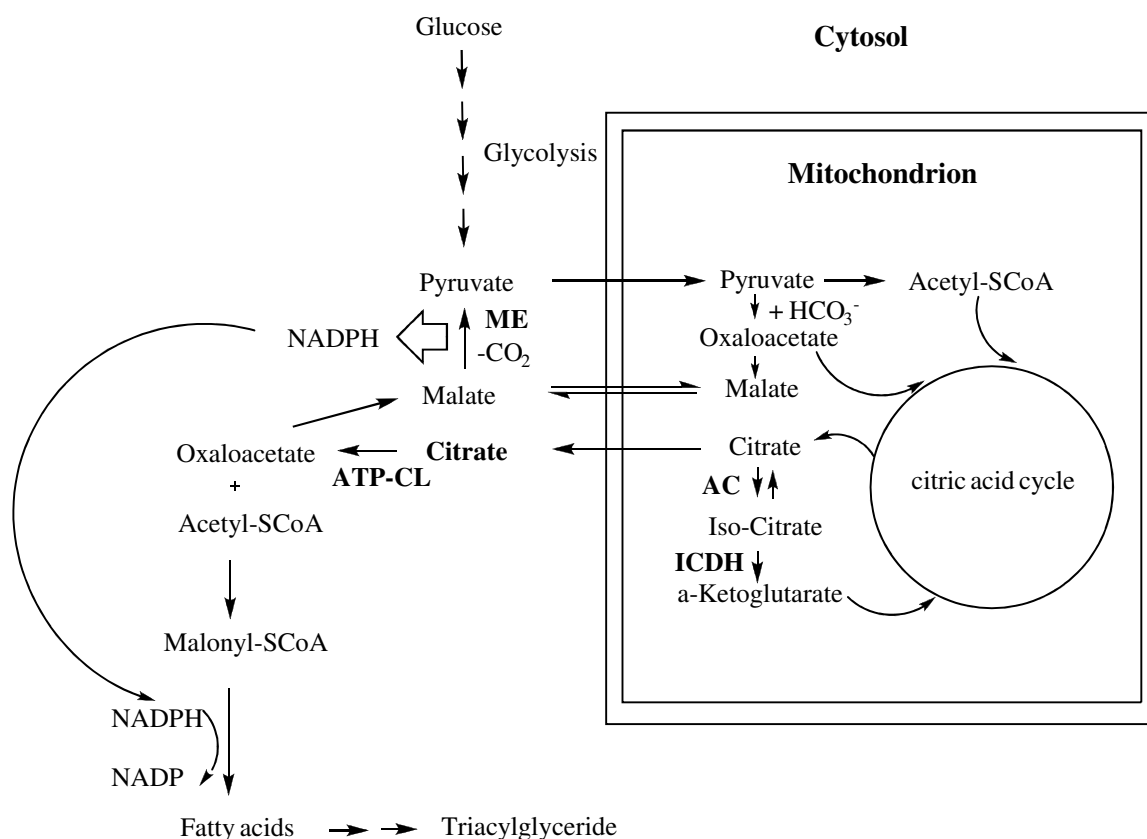 Glucose
Cytosol
Glycolysis
Mitochondrion
Pyruvate
Pyruvate
Acetyl-SCoA
+ HCO₃⁻
ME
NADPH
-CO₂
Oxaloacetate
Malate
Malate
Oxaloacetate
Citrate
Citrate
ATP-CL
+
AC
citric acid cycle
Acetyl-SCoA
Iso-Citrate
ICDH
a-Ketoglutarate
Malonyl-SCoA
NADPH
NADP
Fatty acids
Triacylglyceride